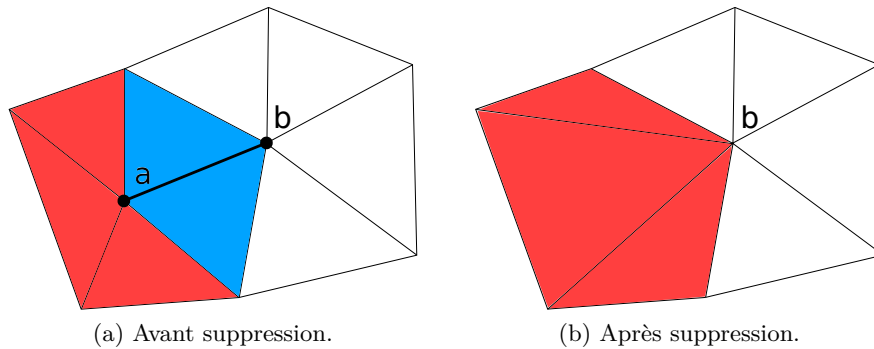 a
b
b
(a) Avant suppression.
(b) Après suppression.